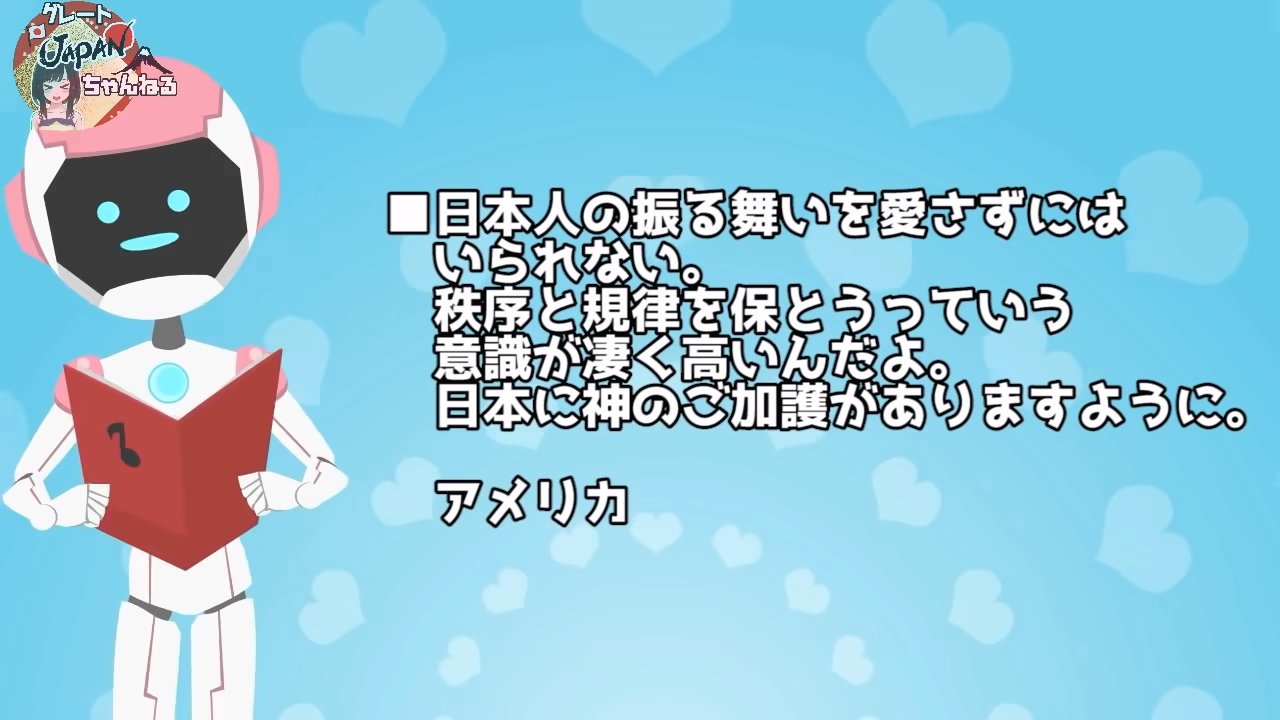 グレート
JAPAN
ちゃんねる
■日本人の振る舞いを愛さずには
いられない。
秩序と規律を保とうっていう
意識が凄く高いんだよ。
日本に神のご加護がありますように。
アメリカ